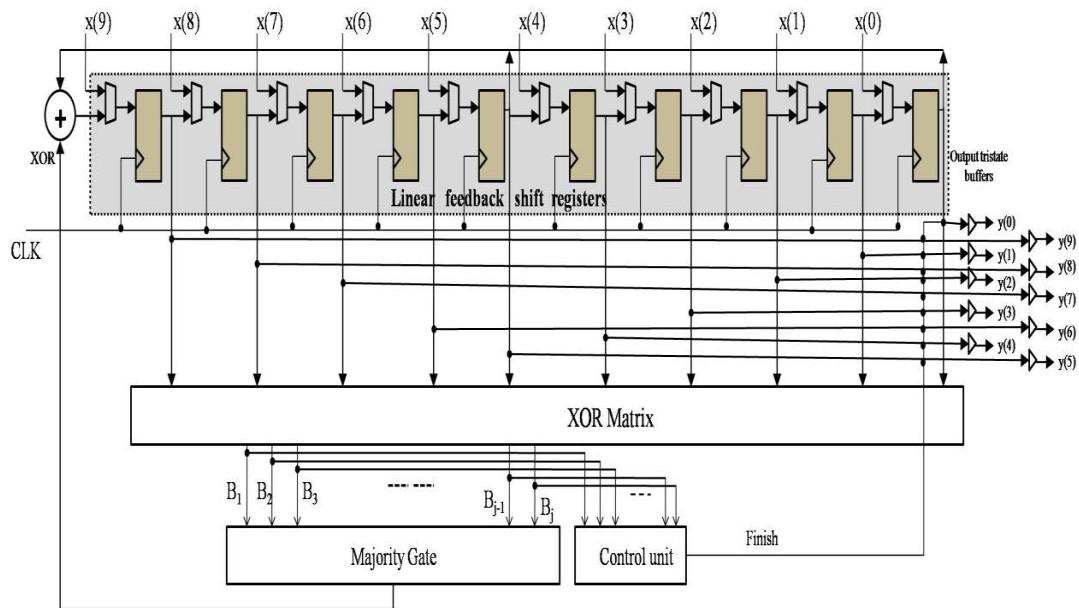 x(9) x(8) x(7) x(6) x(5) x(4) x(3) x(2) x(1) x(0)
+
XOR
Output tristate
buffers
Linear feedback shift registers
CLK
y(0)
y(9)
y(1)
y(8)
y(2)
y(7)
y(3)
y(6)
y(4)
y(5)
XOR Matrix
B1 B2 B3 Bj-1 Bj
Majority Gate
Control unit
Finish